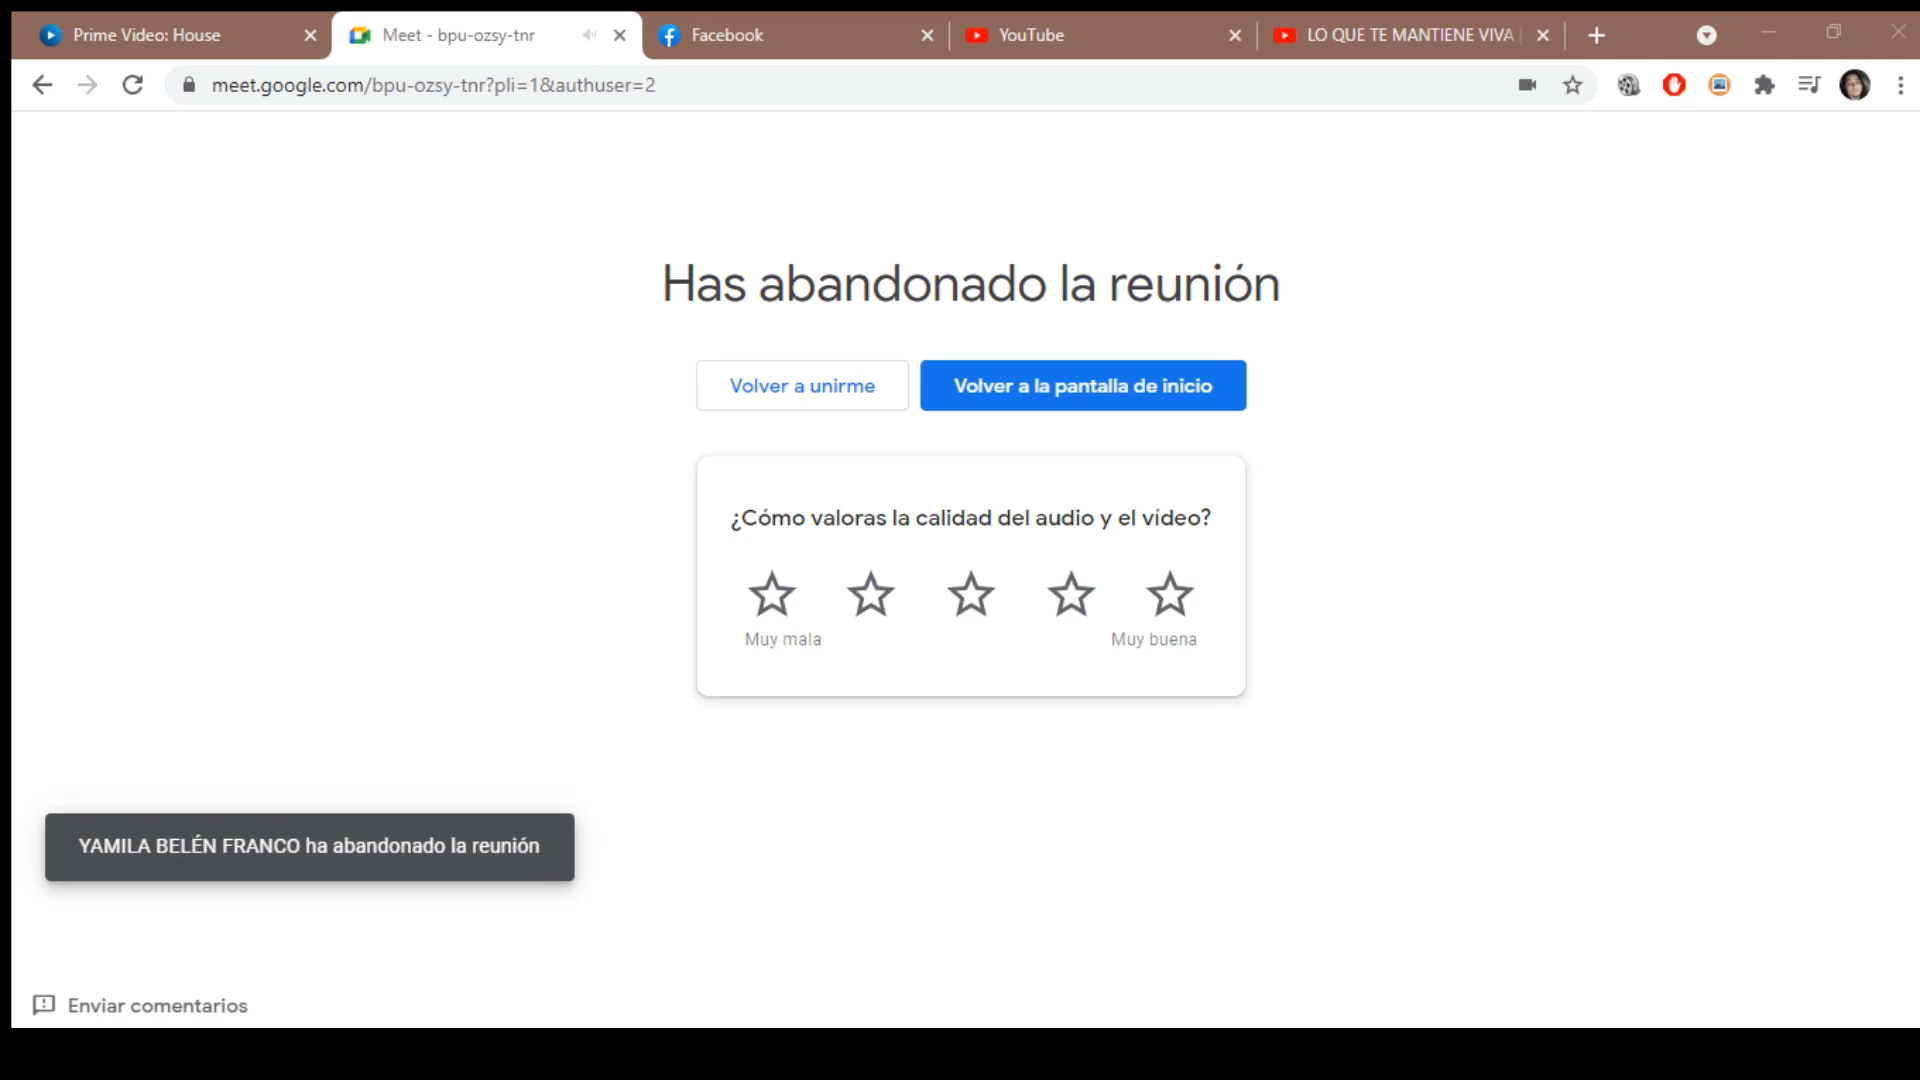 Prime Video: House
Meet - bpu-ozsy-tnr
Facebook
YouTube
LO QUE TE MANTIENE VIVA
meet.google.com/bpu-ozsy-tnr?pli=1&authuser=2
Has abandonado la reunión
Volver a unirme
Volver a la pantalla de inicio
¿Cómo valoras la calidad del audio y el vídeo?
Muy mala
Muy buena
YAMILA BELÉN FRANCO ha abandonado la reunión
Enviar comentarios